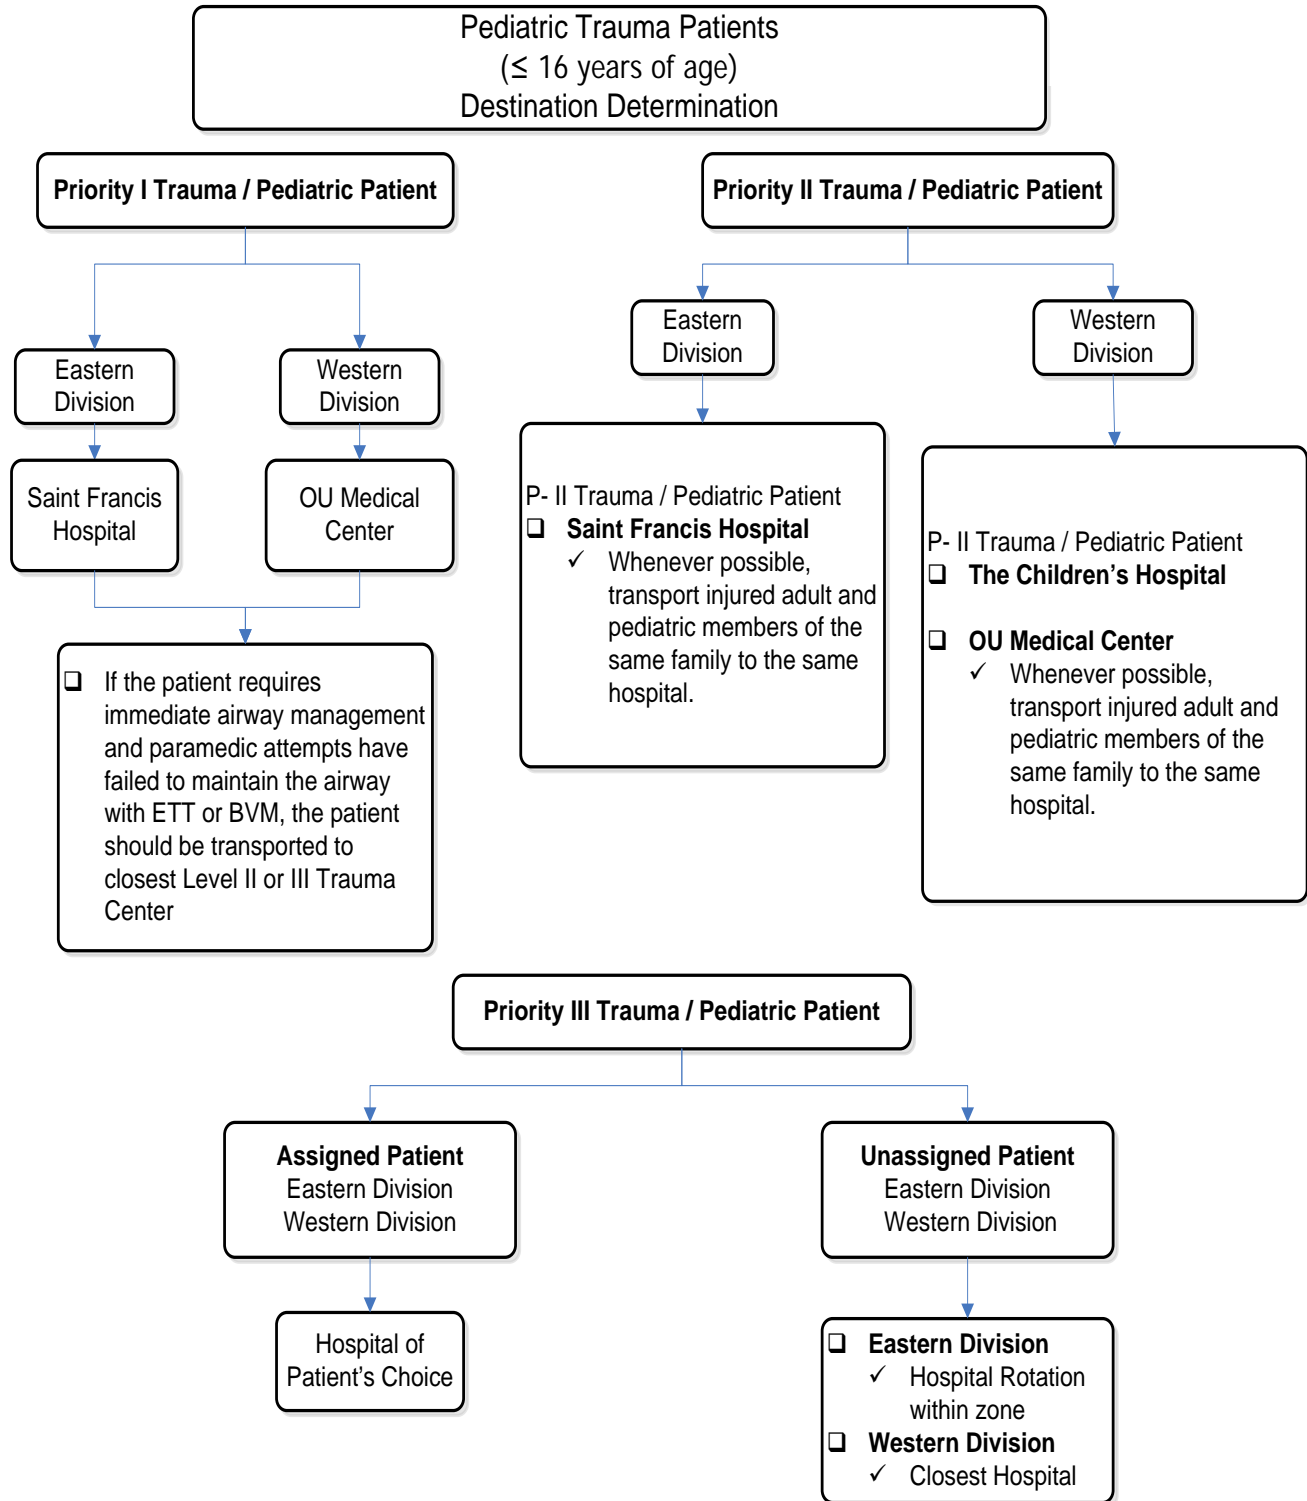 Pediatric Trauma Patients
(≤ 16 years of age)
Destination Determination
Priority I Trauma / Pediatric Patient
Priority II Trauma / Pediatric Patient
Eastern
Division
Western
Division
Saint Francis
Hospital
OU Medical
Center
❑ If the patient requires
immediate airway management
and paramedic attempts have
failed to maintain the airway
with ETT or BVM, the patient
should be transported to
closest Level II or III Trauma
Center
Eastern
Division
Western
Division
P- II Trauma / Pediatric Patient
❑ Saint Francis Hospital
✓ Whenever possible,
transport injured adult and
pediatric members of the
same family to the same
hospital.
P- II Trauma / Pediatric Patient
❑ The Children’s Hospital
❑ OU Medical Center
✓ Whenever possible,
transport injured adult and
pediatric members of the
same family to the same
hospital.
Priority III Trauma / Pediatric Patient
Assigned Patient
Eastern Division
Western Division
Unassigned Patient
Eastern Division
Western Division
Hospital of
Patient’s Choice
❑ Eastern Division
✓ Hospital Rotation
within zone
❑ Western Division
✓ Closest Hospital